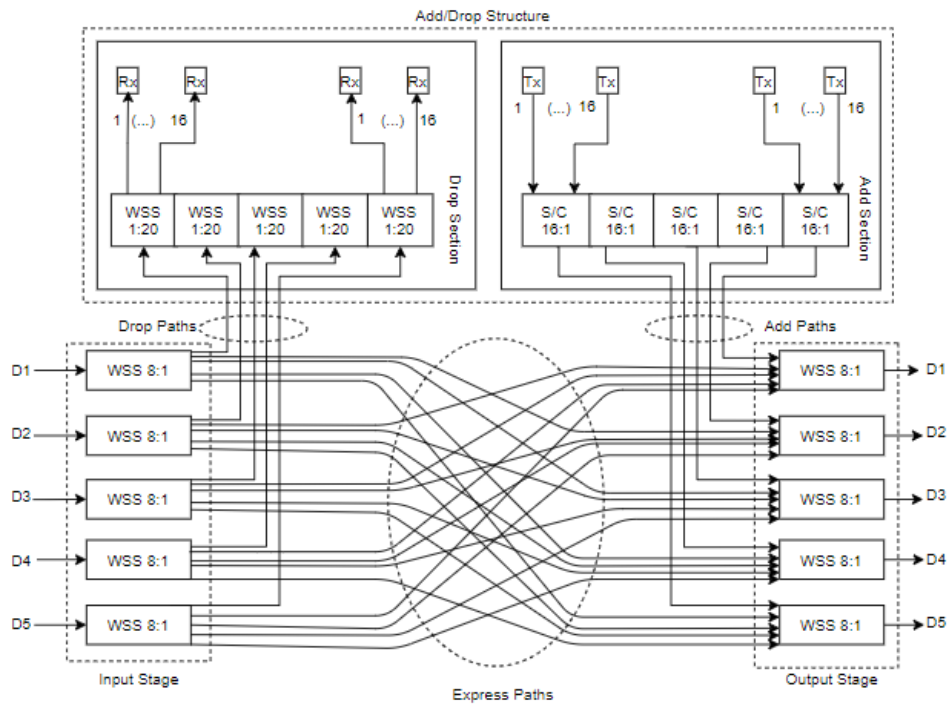 Add/Drop Structure
Rx Rx Rx Rx
1 (...) 16 1 (...) 16
WSS 1:20 WSS 1:20 WSS 1:20 WSS 1:20 WSS 1:20
Drop Section
Tx Tx Tx Tx
1 (...) 16 1 (...) 16
S/C 16:1 S/C 16:1 S/C 16:1 S/C 16:1 S/C 16:1
Add Section
Drop Paths
Add Paths
D1 WSS 8:1 WSS 8:1 D1
D2 WSS 8:1 WSS 8:1 D2
D3 WSS 8:1 WSS 8:1 D3
D4 WSS 8:1 WSS 8:1 D4
D5 WSS 8:1 WSS 8:1 D5
Input Stage
Express Paths
Output Stage